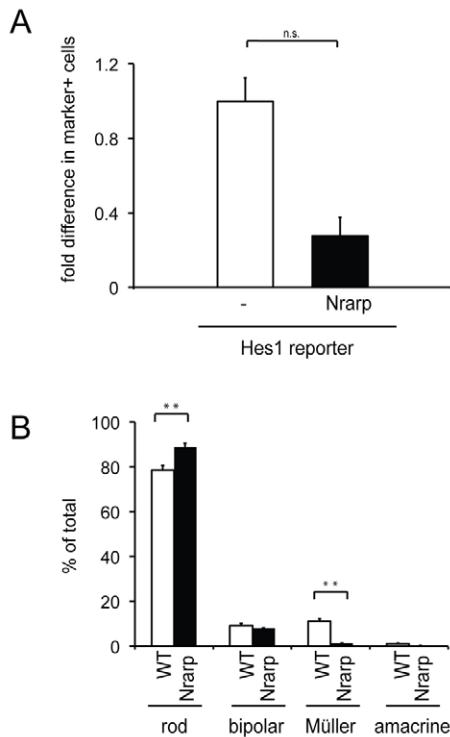 A
n.s.
fold difference in marker+ cells
1.2
0.8
0.4
0
- Nrarp
Hes1 reporter
B
% of total
100
80
60
40
20
0
**
**
WT Nrarp WT Nrarp WT Nrarp WT Nrarp
rod bipolar Müller amacrine